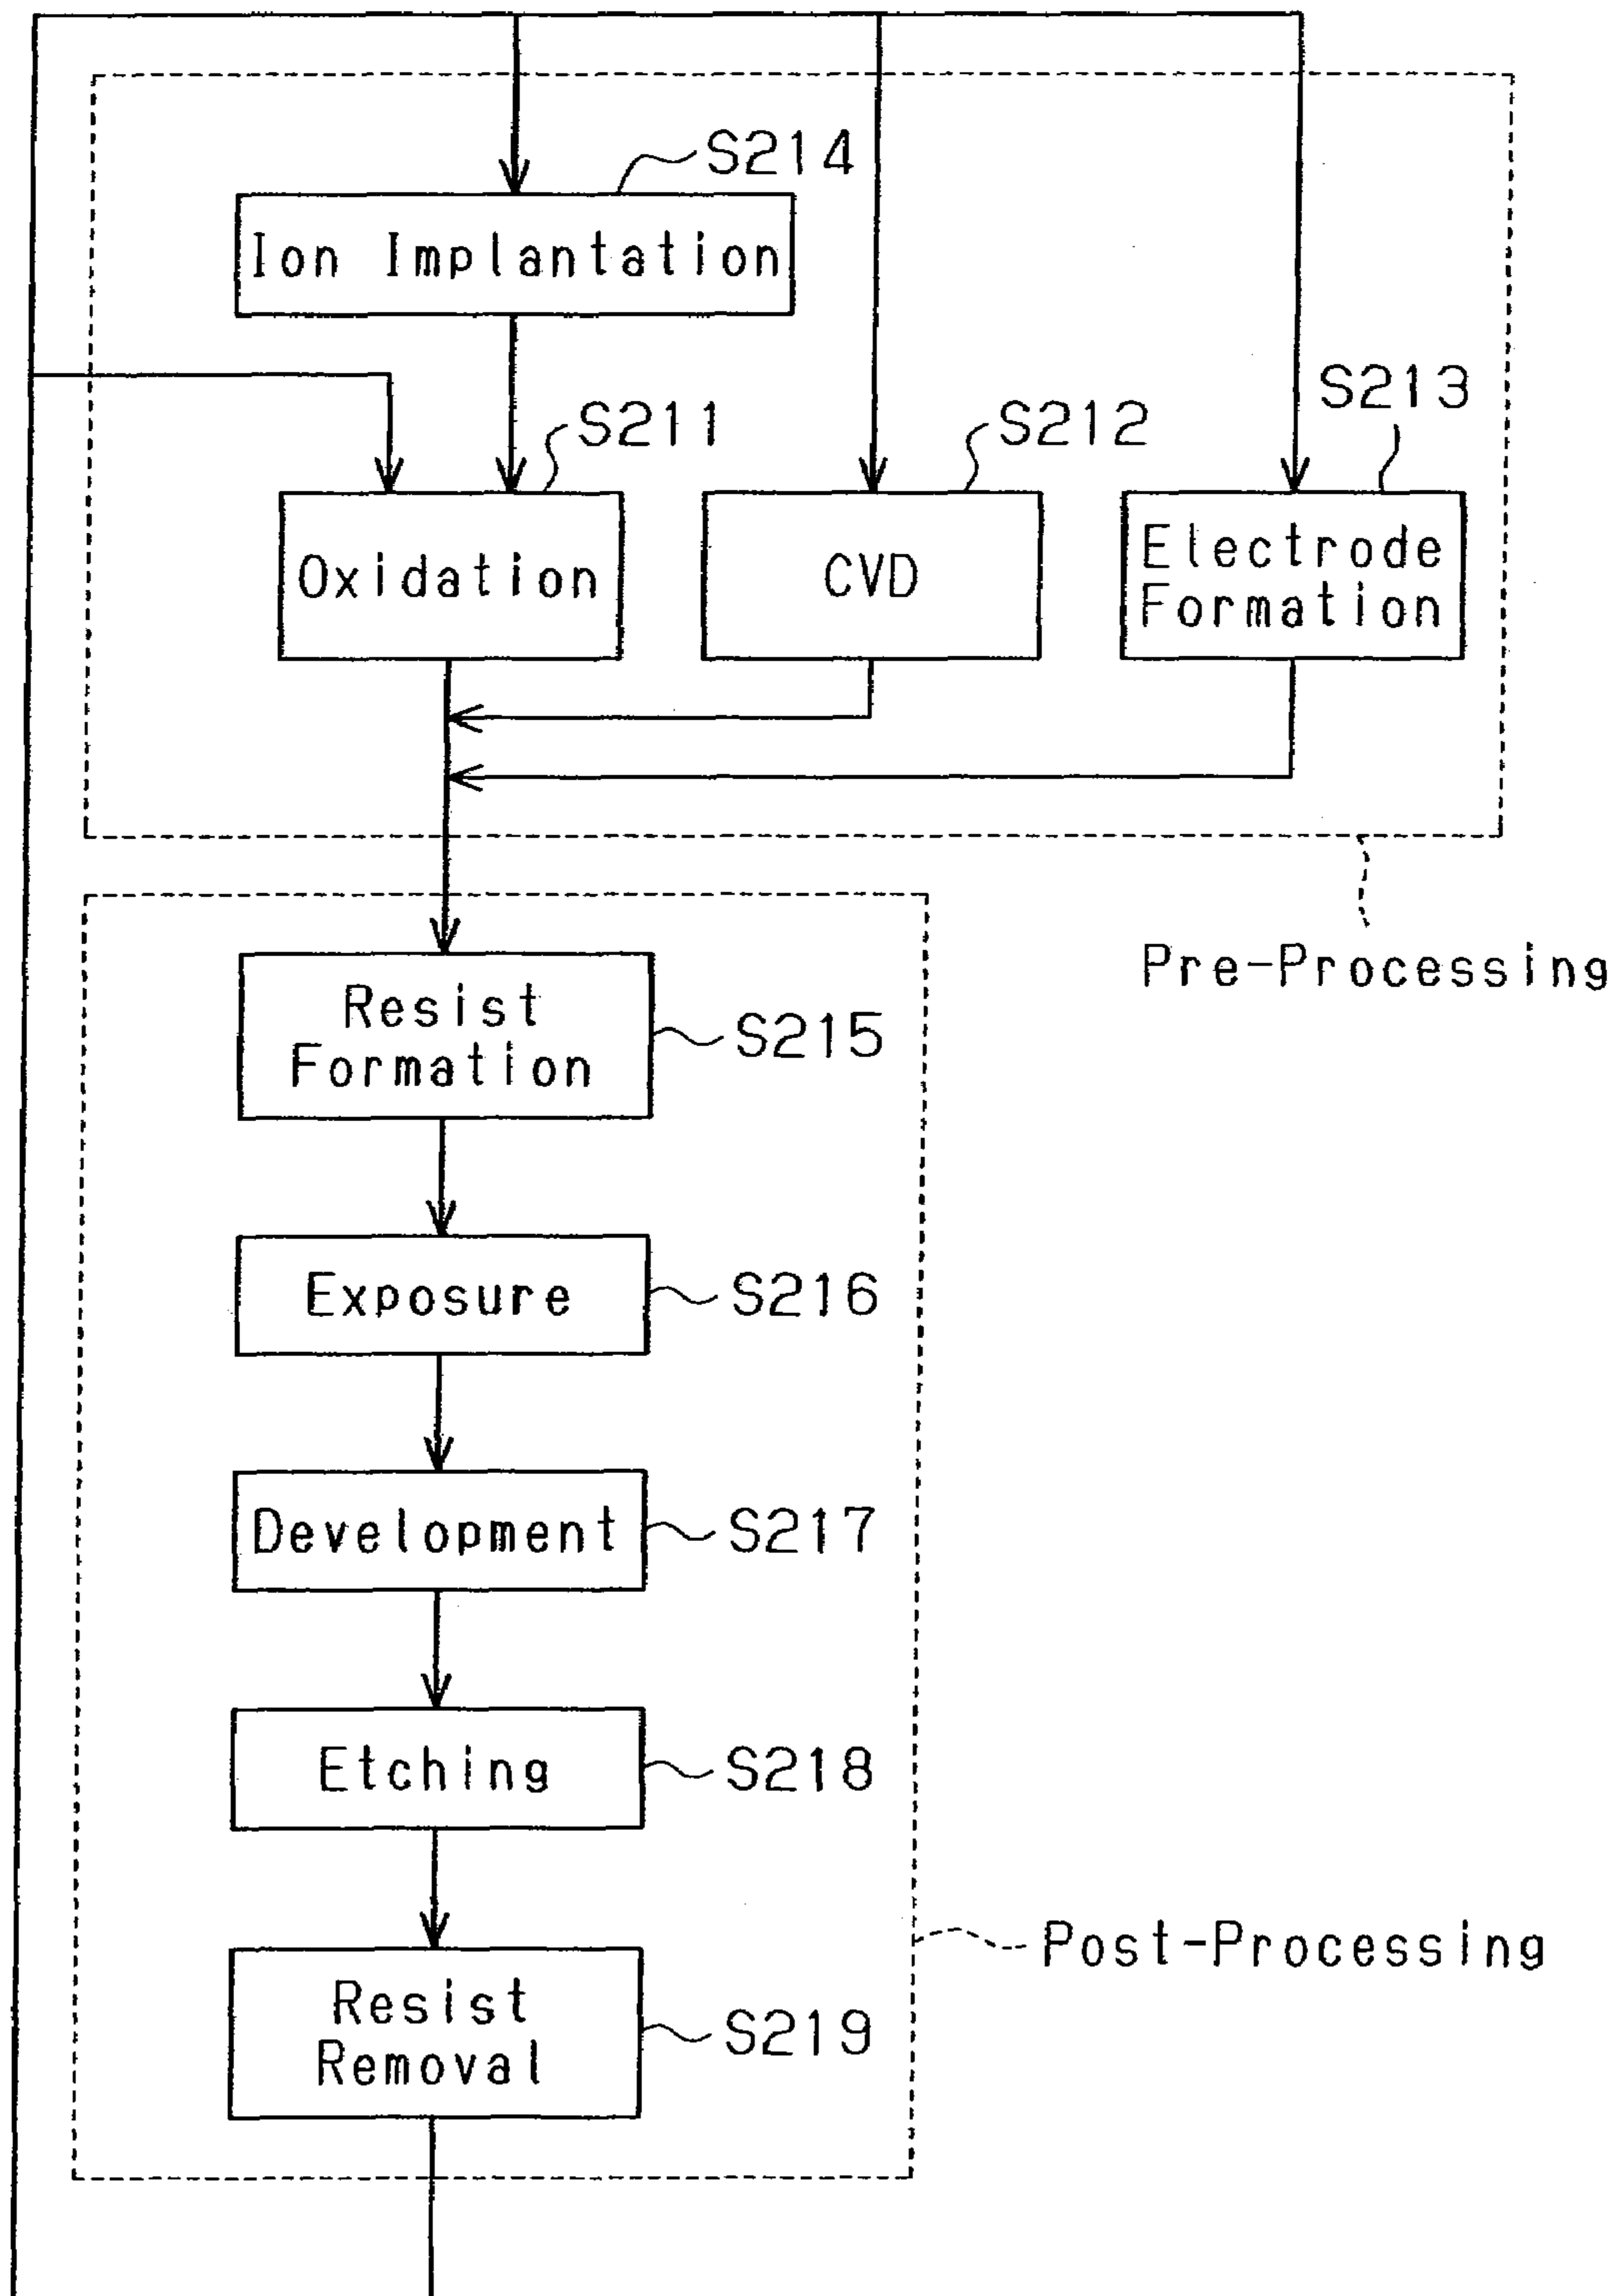 S214
Ion Implantation
S213
S211
S212
Oxidation
CVD
Electrode
Formation
Pre-Processing
Resist
Formation
S215
Exposure
S216
Development
S217
Etching
S218
Post-Processing
Resist
Removal
S219